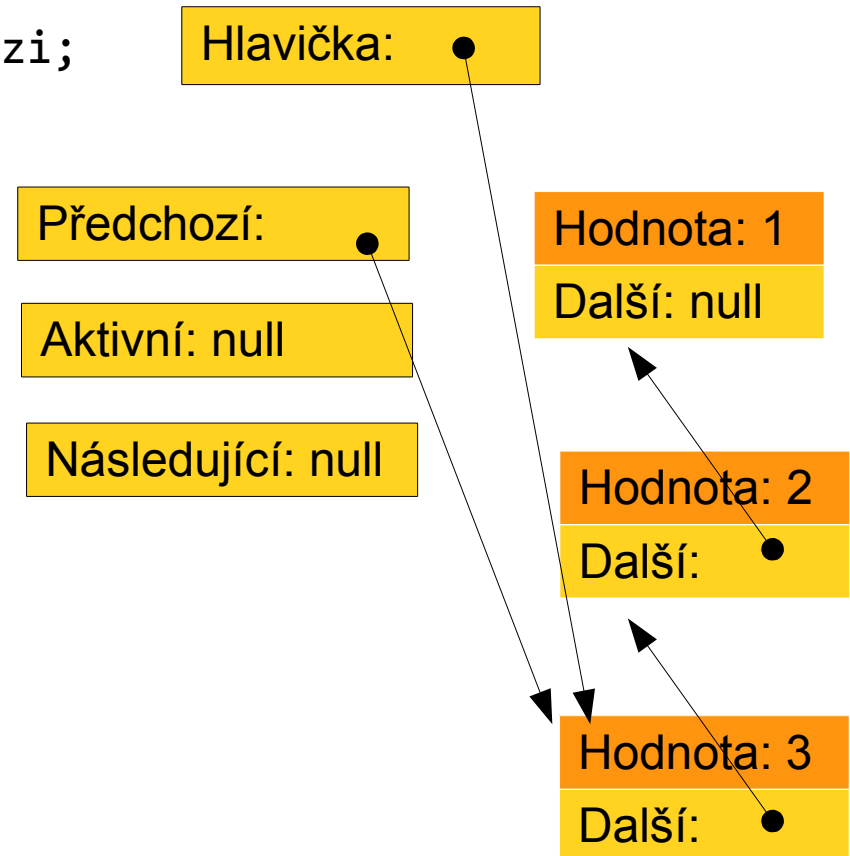 zi;
Hlavička:
Předchozí:
Aktivní: null
Následující: null
Hodnota: 1
Další: null
Hodnota: 2
Další:
Hodnota: 3
Další: